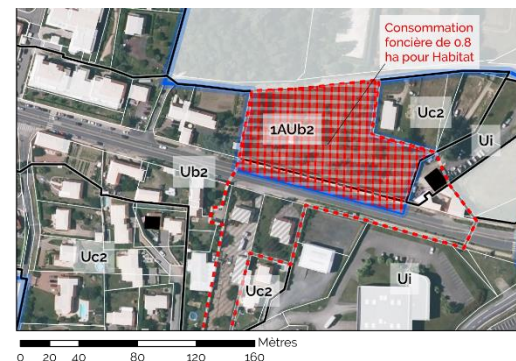 Consommation
foncière de 0.8
ha pour Habitat
1AUb2
Uc2
Ui
Ub2
Uc2
Uc2
Ui
Mètres
0 20 40 80 120 160